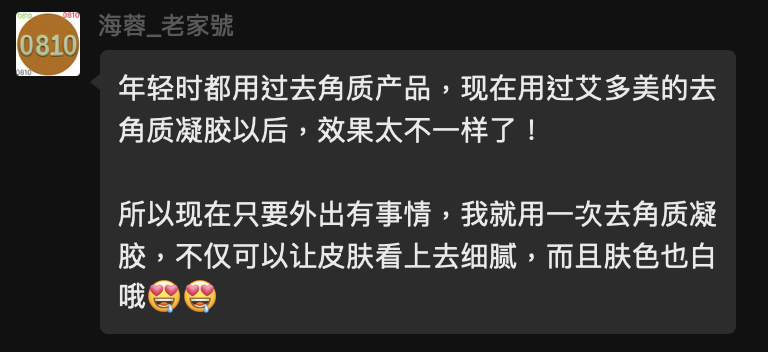 0810
海蓉_老家號
年轻时都用过去角质产品，现在用过艾多美的去
角质凝胶以后，效果太不一样了！
所以现在只要外出有事情，我就用一次去角质凝
胶，不仅可以让皮肤看上去细腻，而且肤色也白
哦🤩🤩